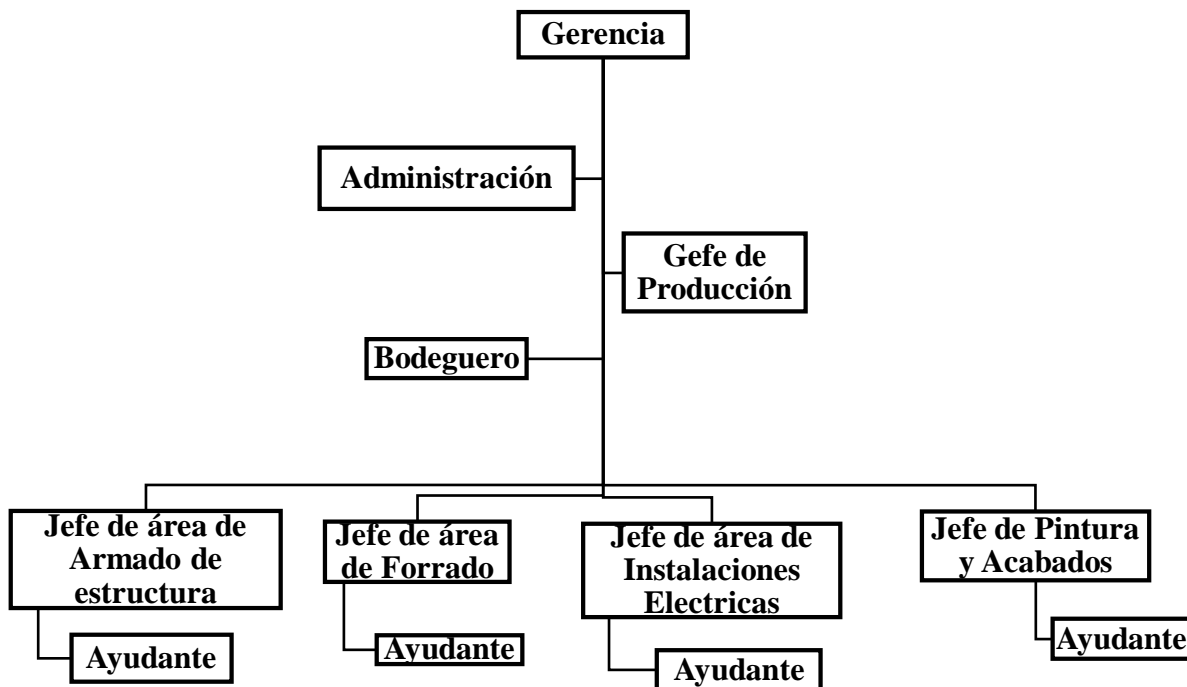 Gerencia
Administración
Gefe de
Producción
Bodeguero
Jefe de área de
Armado de
estructura
Ayudante
Jefe de área
de Forrado
Ayudante
Jefe de área de
Instalaciones
Electricas
Ayudante
Jefe de Pintura
y Acabados
Ayudante